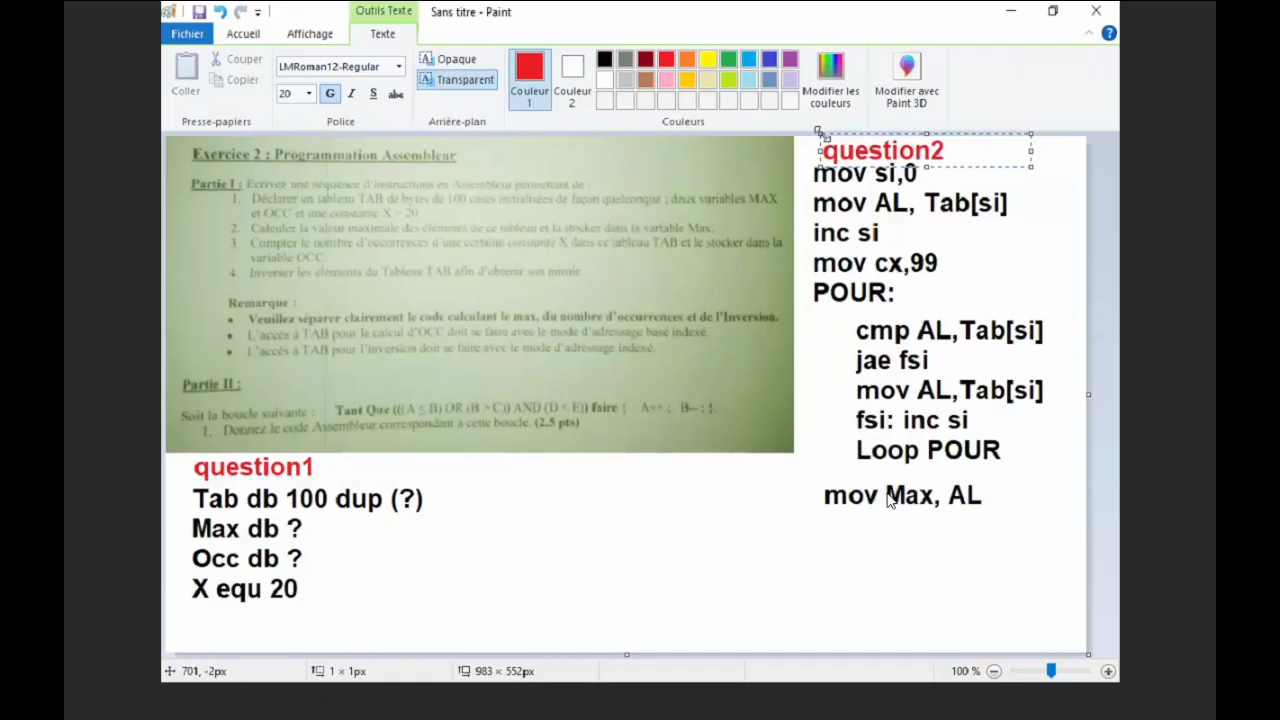 Outils Texte
Sans titre - Paint
Fichier
Accueil
Affichage
Texte
Coller
Couper
Copier
Presse-papiers
LMRoman12-Regular
20
G I S abc
Police
Opaque
Transparent
Arrière-plan
Couleur 1
Couleur 2
Couleurs
Modifier les couleurs
Modifier avec Paint 3D
Exercice 2 : Programmation Assembleur
Partie I : Ecrivez une séquence d'instructions en Assembleur permettant de :
1. Déclarer un tableau TAB de bytes de 100 cases initialisées de façon quelconque ; deux variables MAX
et OCC et une constante X = 20.
2. Calculer la valeur maximale des éléments de ce tableau et la stocker dans la variable Max.
3. Compter le nombre d'occurrences d'une certaine constante X dans ce tableau TAB et le stocker dans la
variable OCC.
4. Inverser les éléments du Tableau TAB afin d'obtenir son miroir.
Remarque :
• Veuillez séparer clairement le code calculant le max, du nombre d'occurrences et de l'Inversion.
• L'accès à TAB pour le calcul d'OCC doit se faire avec le mode d'adressage basé indexé.
• L'accès à TAB pour l'inversion doit se faire avec le mode d'adressage indexé.
Partie II :
Soit la boucle suivante : Tant Que (((A ≤ B) OR (B > C)) AND (D < E)) faire { A++ ; B-- ; }.
1. Donnez le code Assembleur correspondant à cette boucle. (2.5 pts)
question1
Tab db 100 dup (?)
Max db ?
Occ db ?
X equ 20
question2
mov si,0
mov AL, Tab[si]
inc si
mov cx,99
POUR:
cmp AL,Tab[si]
jae fsi
mov AL,Tab[si]
fsi: inc si
Loop POUR
mov Max, AL
701, -2px
1 × 1px
983 × 552px
100 %